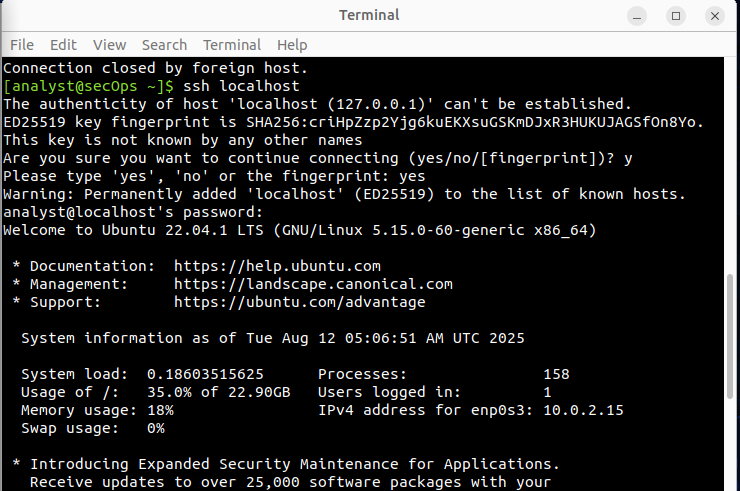 Terminal
File Edit View Search Terminal Help
Connection closed by foreign host.
[analyst@secOps ~]$ ssh localhost
The authenticity of host 'localhost (127.0.0.1)' can't be established.
ED25519 key fingerprint is SHA256:criHpZzp2Yjg6kuEKXsuGSKmDJxR3HUKUJAGSfOn8Yo.
This key is not known by any other names
Are you sure you want to continue connecting (yes/no/[fingerprint])? y
Please type 'yes', 'no' or the fingerprint: yes
Warning: Permanently added 'localhost' (ED25519) to the list of known hosts.
analyst@localhost's password:
Welcome to Ubuntu 22.04.1 LTS (GNU/Linux 5.15.0-60-generic x86_64)
* Documentation:  https://help.ubuntu.com
* Management:     https://landscape.canonical.com
* Support:        https://ubuntu.com/advantage
System information as of Tue Aug 12 05:06:51 AM UTC 2025
System load:  0.18603515625      Processes:               158
Usage of /:   35.0% of 22.90GB   Users logged in:         1
Memory usage: 18%                IPv4 address for enp0s3: 10.0.2.15
Swap usage:   0%
* Introducing Expanded Security Maintenance for Applications.
Receive updates to over 25,000 software packages with your